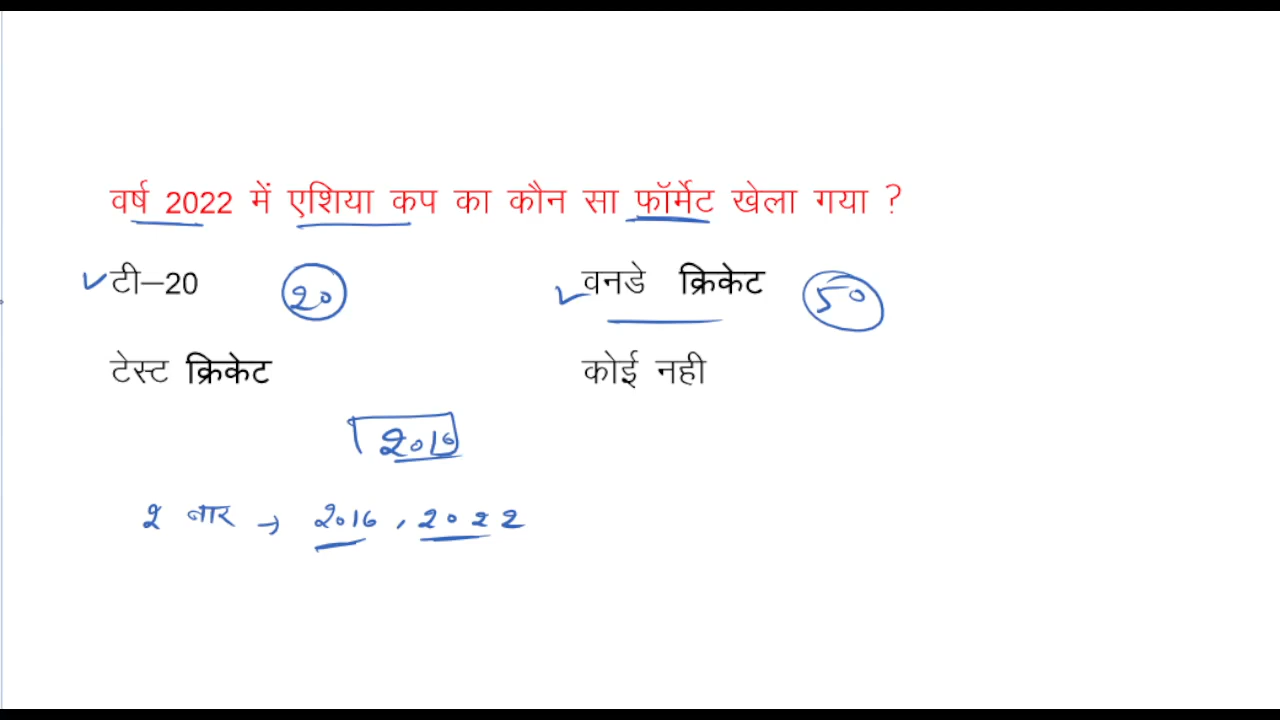 वर्ष 2022 में एशिया कप का कौन सा फॉर्मेट खेला गया ?
टी–20 20 वनडे क्रिकेट 50
टेस्ट क्रिकेट कोई नही
2016
2 बार → 2016, 2022